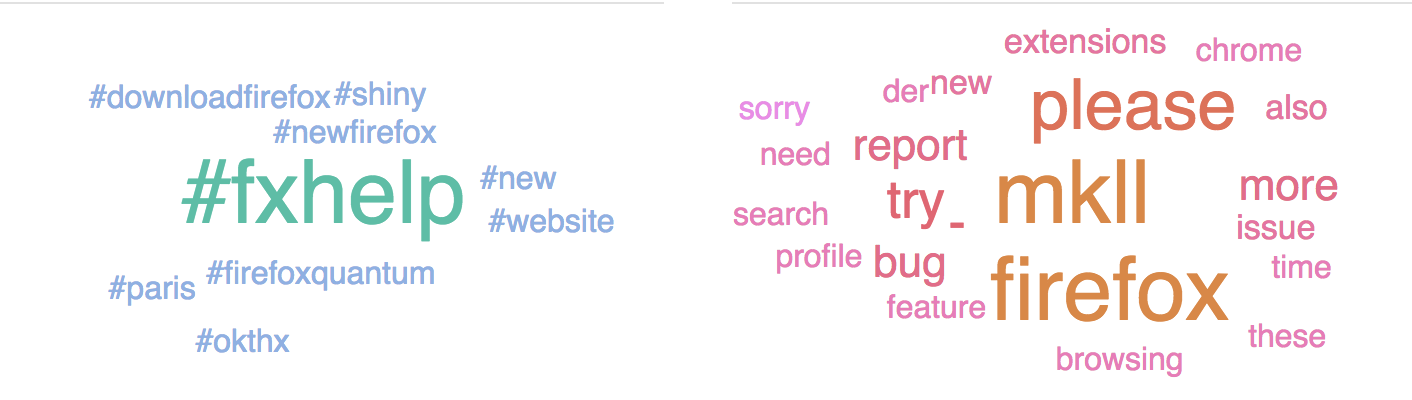 #downloadfirefox #shiny
#newfirefox
#fxhelp
#new
#website
#firefoxquantum
#paris
#okthx
extensions
chrome
der new
please
sorry
also
need
report
try
_
mkll
more
search
issue
profile
bug
time
feature
firefox
these
browsing